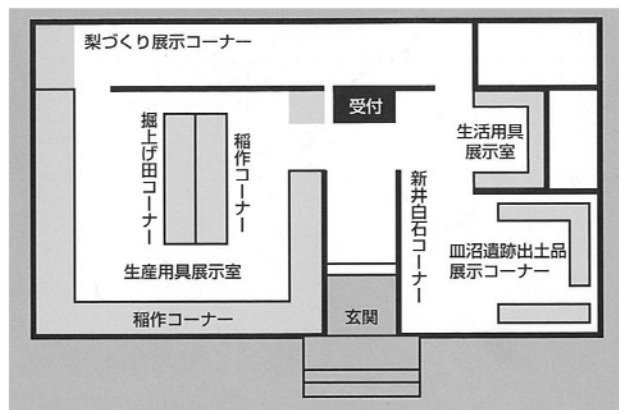 梨づくり展示コーナー
受付
掘上げ田コーナー
稲作コーナー
生活用具
展示室
新井白石コーナー
皿沼遺跡出土品
展示コーナー
生産用具展示室
稲作コーナー
玄関